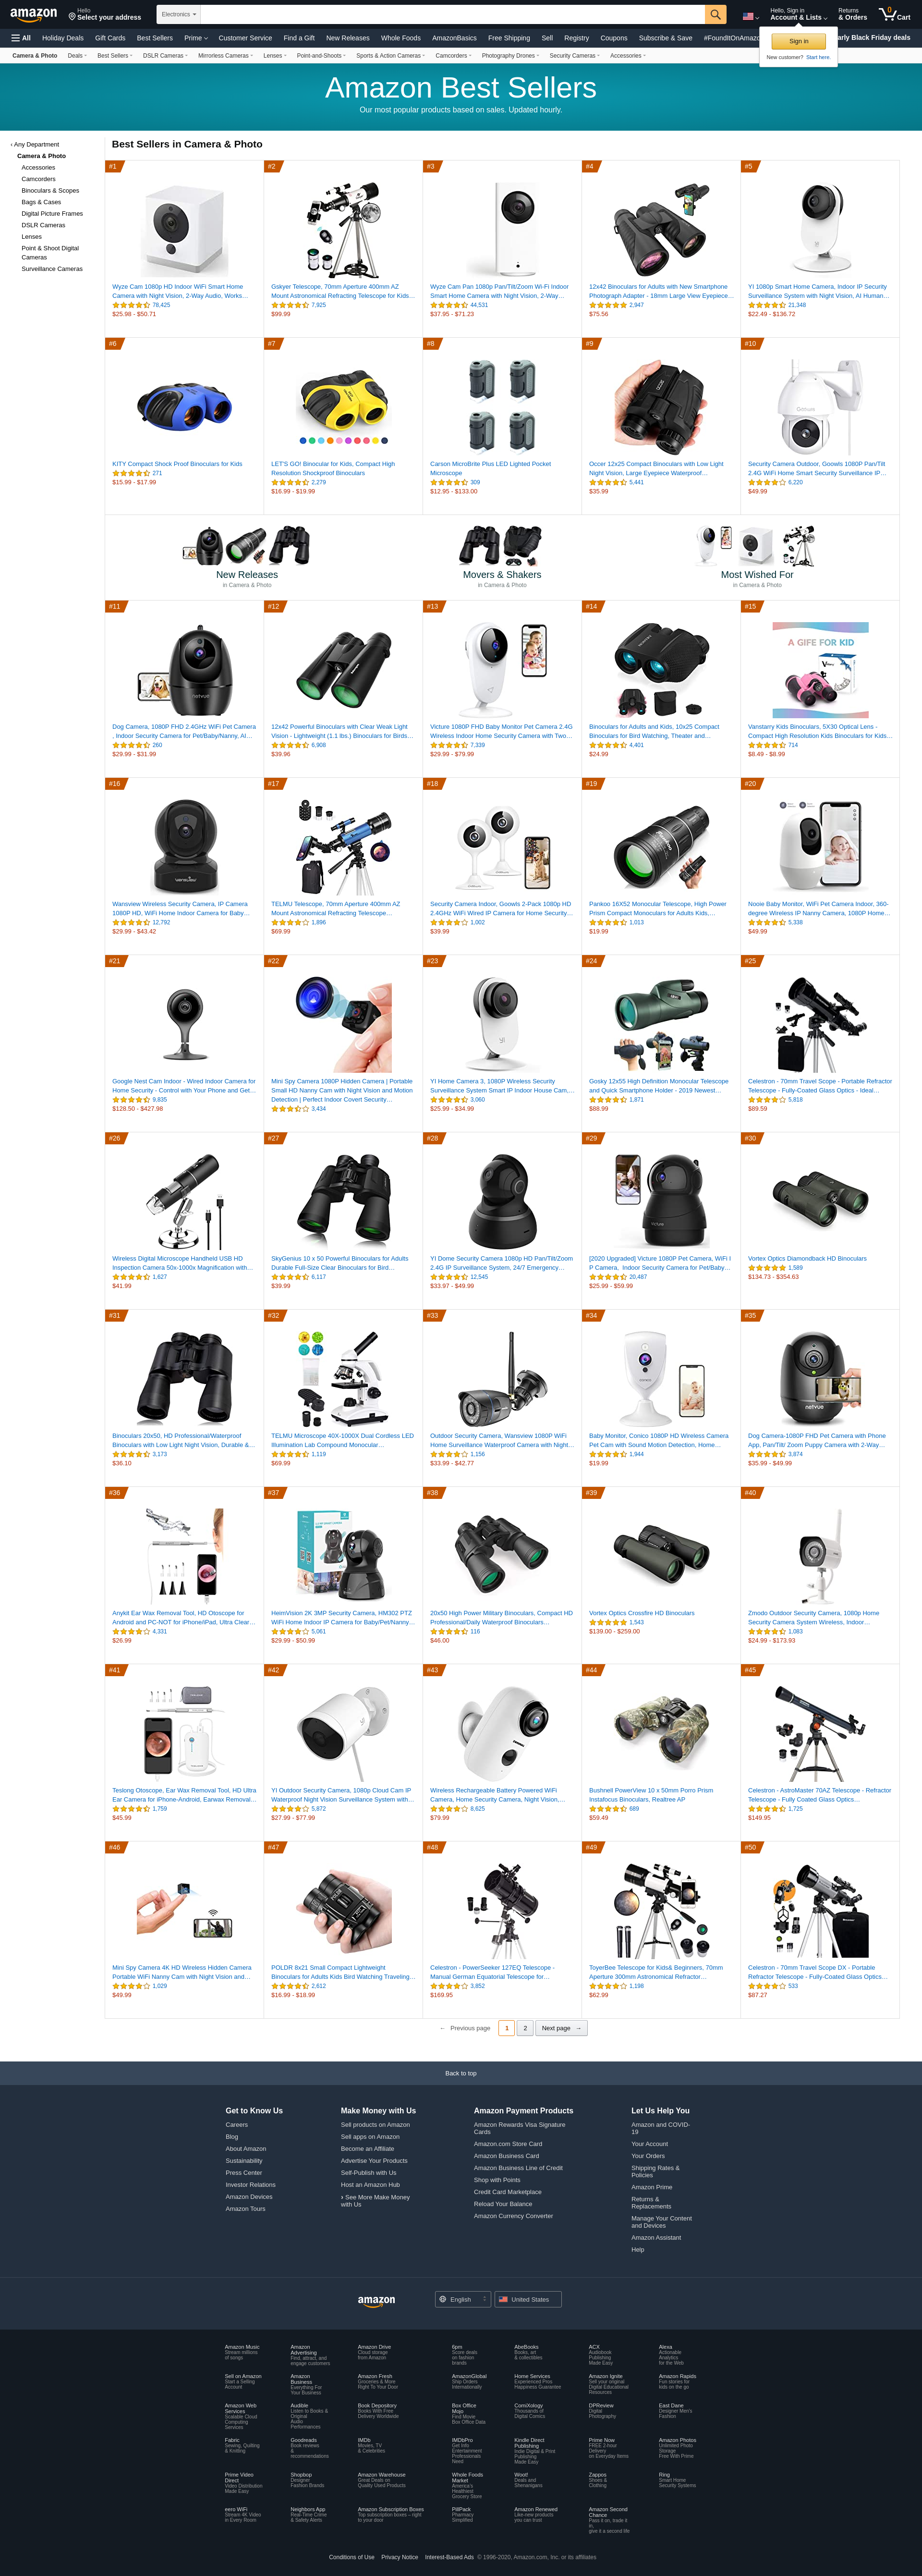 amazon
Hello
Select your address
Electronics
Hello, Sign in
Account & Lists
Returns
& Orders
0
Cart
All
Holiday Deals
Gift Cards
Best Sellers
Prime
Customer Service
Find a Gift
New Releases
Whole Foods
AmazonBasics
Free Shipping
Sell
Registry
Coupons
Subscribe & Save
#FoundItOnAmazo
arly Black Friday deals
Sign in
New customer? Start here.
Camera & Photo
Deals
Best Sellers
DSLR Cameras
Mirrorless Cameras
Lenses
Point-and-Shoots
Sports & Action Cameras
Camcorders
Photography Drones
Security Cameras
Accessories
Amazon Best Sellers
Our most popular products based on sales. Updated hourly.
‹ Any Department
Camera & Photo
Accessories
Camcorders
Binoculars & Scopes
Bags & Cases
Digital Picture Frames
DSLR Cameras
Lenses
Point & Shoot Digital
Cameras
Surveillance Cameras
Best Sellers in Camera & Photo
#1
Wyze Cam 1080p HD Indoor WiFi Smart Home
Camera with Night Vision, 2-Way Audio, Works…
78,425
$25.98 - $50.71
#2
Gskyer Telescope, 70mm Aperture 400mm AZ
Mount Astronomical Refracting Telescope for Kids…
7,925
$99.99
#3
Wyze Cam Pan 1080p Pan/Tilt/Zoom Wi-Fi Indoor
Smart Home Camera with Night Vision, 2-Way…
44,531
$37.95 - $71.23
#4
12x42 Binoculars for Adults with New Smartphone
Photograph Adapter - 18mm Large View Eyepiece…
2,947
$75.56
#5
YI 1080p Smart Home Camera, Indoor IP Security
Surveillance System with Night Vision, AI Human…
21,348
$22.49 - $136.72
#6
KITY Compact Shock Proof Binoculars for Kids
271
$15.99 - $17.99
#7
LET'S GO! Binocular for Kids, Compact High
Resolution Shockproof Binoculars
2,279
$16.99 - $19.99
#8
Carson MicroBrite Plus LED Lighted Pocket
Microscope
309
$12.95 - $133.00
#9
Occer 12x25 Compact Binoculars with Low Light
Night Vision, Large Eyepiece Waterproof…
5,441
$35.99
#10
Security Camera Outdoor, Goowls 1080P Pan/Tilt
2.4G WiFi Home Smart Security Surveillance IP…
6,220
$49.99
New Releases
in Camera & Photo
Movers & Shakers
in Camera & Photo
Most Wished For
in Camera & Photo
#11
netvue
Dog Camera, 1080P FHD 2.4GHz WiFi Pet Camera
, Indoor Security Camera for Pet/Baby/Nanny, AI…
260
$29.99 - $31.99
#12
12x42 Powerful Binoculars with Clear Weak Light
Vision - Lightweight (1.1 lbs.) Binoculars for Birds…
6,908
$39.96
#13
Victure 1080P FHD Baby Monitor Pet Camera 2.4G
Wireless Indoor Home Security Camera with Two…
7,339
$29.99 - $79.99
#14
Binoculars for Adults and Kids, 10x25 Compact
Binoculars for Bird Watching, Theater and…
4,401
$24.99
#15
A GIFE FOR KID
Vanstarry Kids Binoculars, 5X30 Optical Lens -
Compact High Resolution Kids Binoculars for Kids…
714
$8.49 - $8.99
#16
Wansview Wireless Security Camera, IP Camera
1080P HD, WiFi Home Indoor Camera for Baby…
12,792
$29.99 - $43.42
#17
TELMU Telescope, 70mm Aperture 400mm AZ
Mount Astronomical Refracting Telescope…
1,896
$69.99
#18
Security Camera Indoor, Goowls 2-Pack 1080p HD
2.4GHz WiFi Wired IP Camera for Home Security…
1,002
$39.99
#19
Pankoo 16X52 Monocular Telescope, High Power
Prism Compact Monoculars for Adults Kids,…
1,013
$19.99
#20
Nooie Baby Monitor, WiFi Pet Camera Indoor, 360-
degree Wireless IP Nanny Camera, 1080P Home…
5,338
$49.99
#21
Google Nest Cam Indoor - Wired Indoor Camera for
Home Security - Control with Your Phone and Get…
9,835
$128.50 - $427.98
#22
Mini Spy Camera 1080P Hidden Camera | Portable
Small HD Nanny Cam with Night Vision and Motion
Detection | Perfect Indoor Covert Security…
3,434
#23
YI Home Camera 3, 1080P Wireless Security
Surveillance System Smart IP Indoor House Cam,…
3,060
$25.99 - $34.99
#24
Gosky 12x55 High Definition Monocular Telescope
and Quick Smartphone Holder - 2019 Newest…
1,871
$88.99
#25
Celestron - 70mm Travel Scope - Portable Refractor
Telescope - Fully-Coated Glass Optics - Ideal…
5,818
$89.59
#26
Wireless Digital Microscope Handheld USB HD
Inspection Camera 50x-1000x Magnification with…
1,627
$41.99
#27
SkyGenius 10 x 50 Powerful Binoculars for Adults
Durable Full-Size Clear Binoculars for Bird…
6,117
$39.99
#28
YI Dome Security Camera 1080p HD Pan/Tilt/Zoom
2.4G IP Surveillance System, 24/7 Emergency…
12,545
$33.97 - $49.99
#29
[2020 Upgraded] Victure 1080P Pet Camera, WiFi I
P Camera, Indoor Security Camera for Pet/Baby…
20,487
$25.99 - $59.99
#30
Vortex Optics Diamondback HD Binoculars
1,589
$134.73 - $354.63
#31
Binoculars 20x50, HD Professional/Waterproof
Binoculars with Low Light Night Vision, Durable &…
3,173
$36.10
#32
TELMU Microscope 40X-1000X Dual Cordless LED
Illumination Lab Compound Monocular…
1,119
$69.99
#33
Outdoor Security Camera, Wansview 1080P WiFi
Home Surveillance Waterproof Camera with Night…
1,156
$33.99 - $42.77
#34
Baby Monitor, Conico 1080P HD Wireless Camera
Pet Cam with Sound Motion Detection, Home…
1,944
$19.99
#35
netvue
Dog Camera-1080P FHD Pet Camera with Phone
App, Pan/Tilt/ Zoom Puppy Camera with 2-Way…
3,874
$35.99 - $49.99
#36
Anykit Ear Wax Removal Tool, HD Otoscope for
Android and PC-NOT for iPhone/iPad, Ultra Clear…
4,331
$26.99
#37
HeimVision 2K 3MP Security Camera, HM302 PTZ
WiFi Home Indoor IP Camera for Baby/Pet/Nanny…
5,061
$29.99 - $50.99
#38
20x50 High Power Military Binoculars, Compact HD
Professional/Daily Waterproof Binoculars…
116
$46.00
#39
Vortex Optics Crossfire HD Binoculars
1,543
$139.00 - $259.00
#40
Zmodo Outdoor Security Camera, 1080p Home
Security Camera System Wireless, Indoor…
1,083
$24.99 - $173.93
#41
Teslong Otoscope, Ear Wax Removal Tool, HD Ultra
Ear Camera for iPhone-Android, Earwax Removal…
1,759
$45.99
#42
YI Outdoor Security Camera, 1080p Cloud Cam IP
Waterproof Night Vision Surveillance System with…
5,872
$27.99 - $77.99
#43
Wireless Rechargeable Battery Powered WiFi
Camera, Home Security Camera, Night Vision,…
8,625
$79.99
#44
Bushnell PowerView 10 x 50mm Porro Prism
Instafocus Binoculars, Realtree AP
689
$59.49
#45
Celestron - AstroMaster 70AZ Telescope - Refractor
Telescope - Fully Coated Glass Optics…
1,725
$149.95
#46
Mini Spy Camera 4K HD Wireless Hidden Camera
Portable WiFi Nanny Cam with Night Vision and…
1,029
$49.99
#47
POLDR 8x21 Small Compact Lightweight
Binoculars for Adults Kids Bird Watching Traveling…
2,612
$16.99 - $18.99
#48
Celestron - PowerSeeker 127EQ Telescope -
Manual German Equatorial Telescope for…
3,852
$169.95
#49
ToyerBee Telescope for Kids& Beginners, 70mm
Aperture 300mm Astronomical Refractor…
1,198
$62.99
#50
Celestron - 70mm Travel Scope DX - Portable
Refractor Telescope - Fully-Coated Glass Optics…
533
$87.27
← Previous page
1
2
Next page →
Back to top
Get to Know Us
Careers
Blog
About Amazon
Sustainability
Press Center
Investor Relations
Amazon Devices
Amazon Tours
Make Money with Us
Sell products on Amazon
Sell apps on Amazon
Become an Affiliate
Advertise Your Products
Self-Publish with Us
Host an Amazon Hub
› See More Make Money
with Us
Amazon Payment Products
Amazon Rewards Visa Signature
Cards
Amazon.com Store Card
Amazon Business Card
Amazon Business Line of Credit
Shop with Points
Credit Card Marketplace
Reload Your Balance
Amazon Currency Converter
Let Us Help You
Amazon and COVID-
19
Your Account
Your Orders
Shipping Rates &
Policies
Amazon Prime
Returns &
Replacements
Manage Your Content
and Devices
Amazon Assistant
Help
amazon
English
United States
Amazon Music
Stream millions
of songs
Amazon
Advertising
Find, attract, and
engage customers
Amazon Drive
Cloud storage
from Amazon
6pm
Score deals
on fashion
brands
AbeBooks
Books, art
& collectibles
ACX
Audiobook
Publishing
Made Easy
Alexa
Actionable
Analytics
for the Web
Sell on Amazon
Start a Selling
Account
Amazon
Business
Everything For
Your Business
Amazon Fresh
Groceries & More
Right To Your Door
AmazonGlobal
Ship Orders
Internationally
Home Services
Experienced Pros
Happiness Guarantee
Amazon Ignite
Sell your original
Digital Educational
Resources
Amazon Rapids
Fun stories for
kids on the go
Amazon Web
Services
Scalable Cloud
Computing
Services
Audible
Listen to Books &
Original
Audio
Performances
Book Depository
Books With Free
Delivery Worldwide
Box Office
Mojo
Find Movie
Box Office Data
ComiXology
Thousands of
Digital Comics
DPReview
Digital
Photography
East Dane
Designer Men's
Fashion
Fabric
Sewing, Quilting
& Knitting
Goodreads
Book reviews
&
recommendations
IMDb
Movies, TV
& Celebrities
IMDbPro
Get Info
Entertainment
Professionals
Need
Kindle Direct
Publishing
Indie Digital & Print
Publishing
Made Easy
Prime Now
FREE 2-hour
Delivery
on Everyday Items
Amazon Photos
Unlimited Photo
Storage
Free With Prime
Prime Video
Direct
Video Distribution
Made Easy
Shopbop
Designer
Fashion Brands
Amazon Warehouse
Great Deals on
Quality Used Products
Whole Foods
Market
America's
Healthiest
Grocery Store
Woot!
Deals and
Shenanigans
Zappos
Shoes &
Clothing
Ring
Smart Home
Security Systems
eero WiFi
Stream 4K Video
in Every Room
Neighbors App
Real-Time Crime
& Safety Alerts
Amazon Subscription Boxes
Top subscription boxes – right
to your door
PillPack
Pharmacy
Simplified
Amazon Renewed
Like-new products
you can trust
Amazon Second
Chance
Pass it on, trade it
in,
give it a second life
Conditions of Use
Privacy Notice
Interest-Based Ads
© 1996-2020, Amazon.com, Inc. or its affiliates